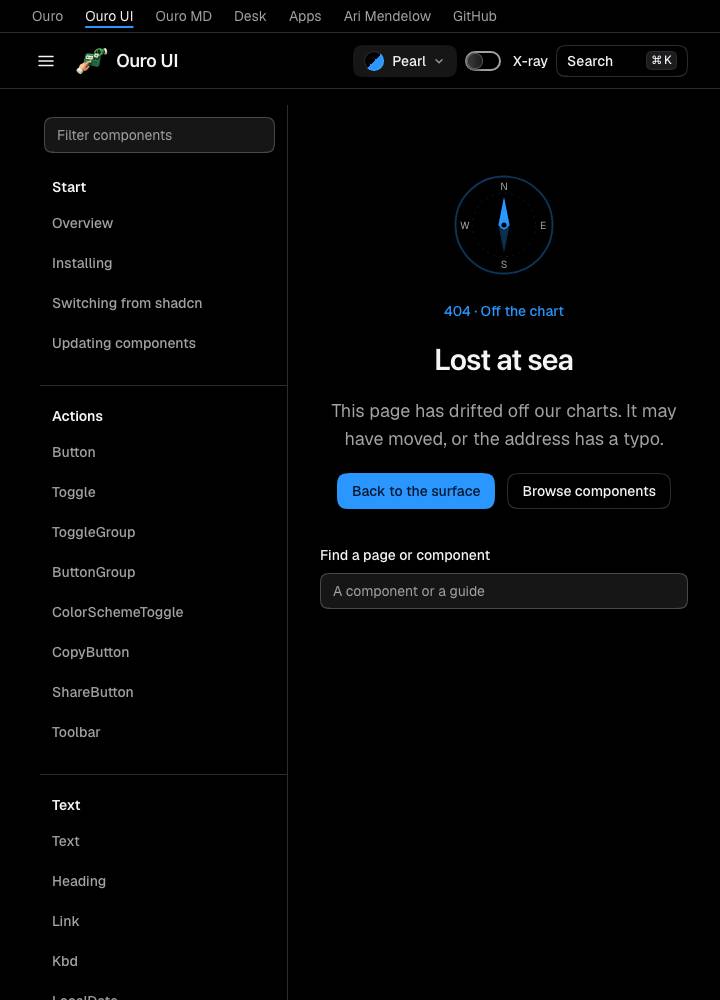 Ouro
Ouro UI
Ouro MD
Desk
Apps
Ari Mendelow
GitHub
Ouro UI
Pearl
X-ray
Search
⌘ K
Filter components
Start
Overview
Installing
Switching from shadcn
Updating components
Actions
Button
Toggle
ToggleGroup
ButtonGroup
ColorSchemeToggle
CopyButton
ShareButton
Toolbar
Text
Text
Heading
Link
Kbd
N
W
E
S
404 · Off the chart
Lost at sea
This page has drifted off our charts. It may
have moved, or the address has a typo.
Back to the surface
Browse components
Find a page or component
A component or a guide